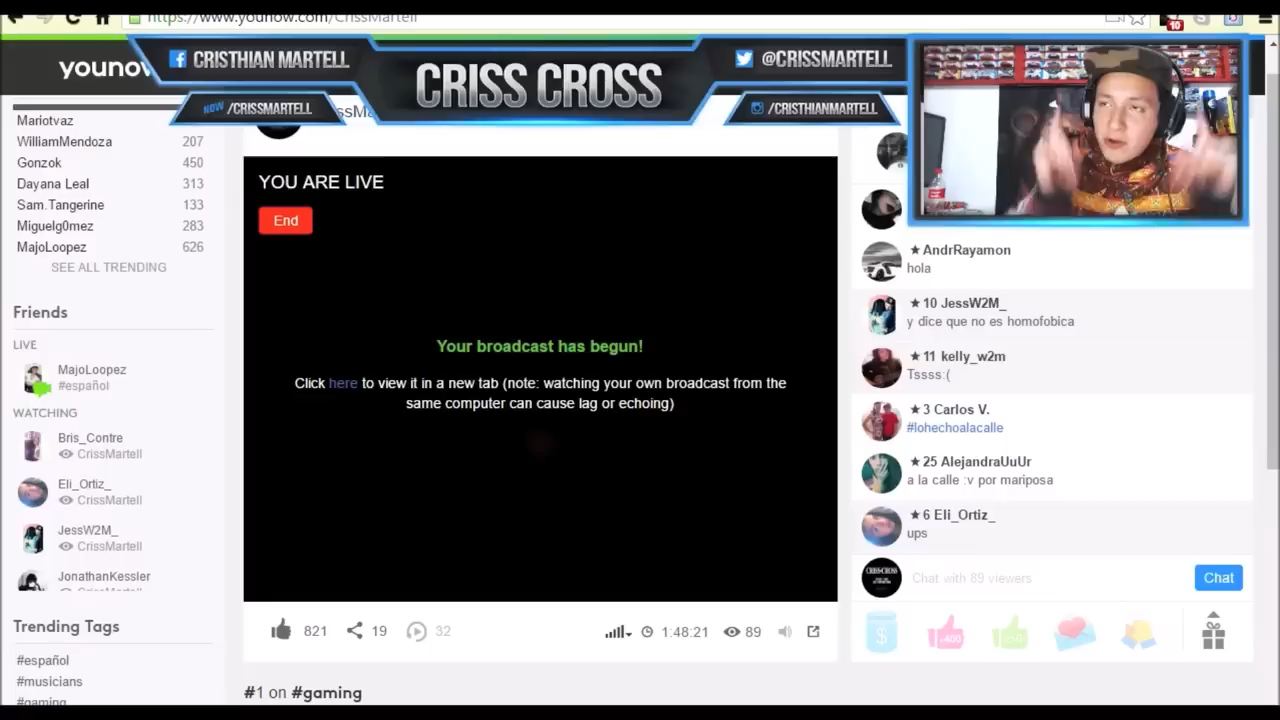 https://www.younow.com/CrissMartell
10
younow
CRISTHIAN MARTELL
CRISS CROSS
@CRISSMARTELL
NOW /CRISSMARTELL
/CRISTHIANMARTELL
Mariotvaz
WilliamMendoza 207
Gonzok 450
Dayana Leal 313
Sam.Tangerine 133
Miguelg0mez 283
MajoLoopez 626
SEE ALL TRENDING
Friends
LIVE
MajoLoopez
#español
WATCHING
Bris_Contre
CrissMartell
Eli_Ortiz_
CrissMartell
JessW2M_
CrissMartell
JonathanKessler
CrissMartell
Trending Tags
#español
#musicians
#gaming
YOU ARE LIVE
End
Your broadcast has begun!
Click here to view it in a new tab (note: watching your own broadcast from the
same computer can cause lag or echoing)
821 19 32 1:48:21 89
#1 on #gaming
AndrRayamon
hola
10 JessW2M_
y dice que no es homofobica
11 kelly_w2m
Tssss:(
3 Carlos V.
#lohechoalacalle
25 AlejandraUuUr
a la calle :v por mariposa
6 Eli_Ortiz_
ups
Chat with 89 viewers
Chat